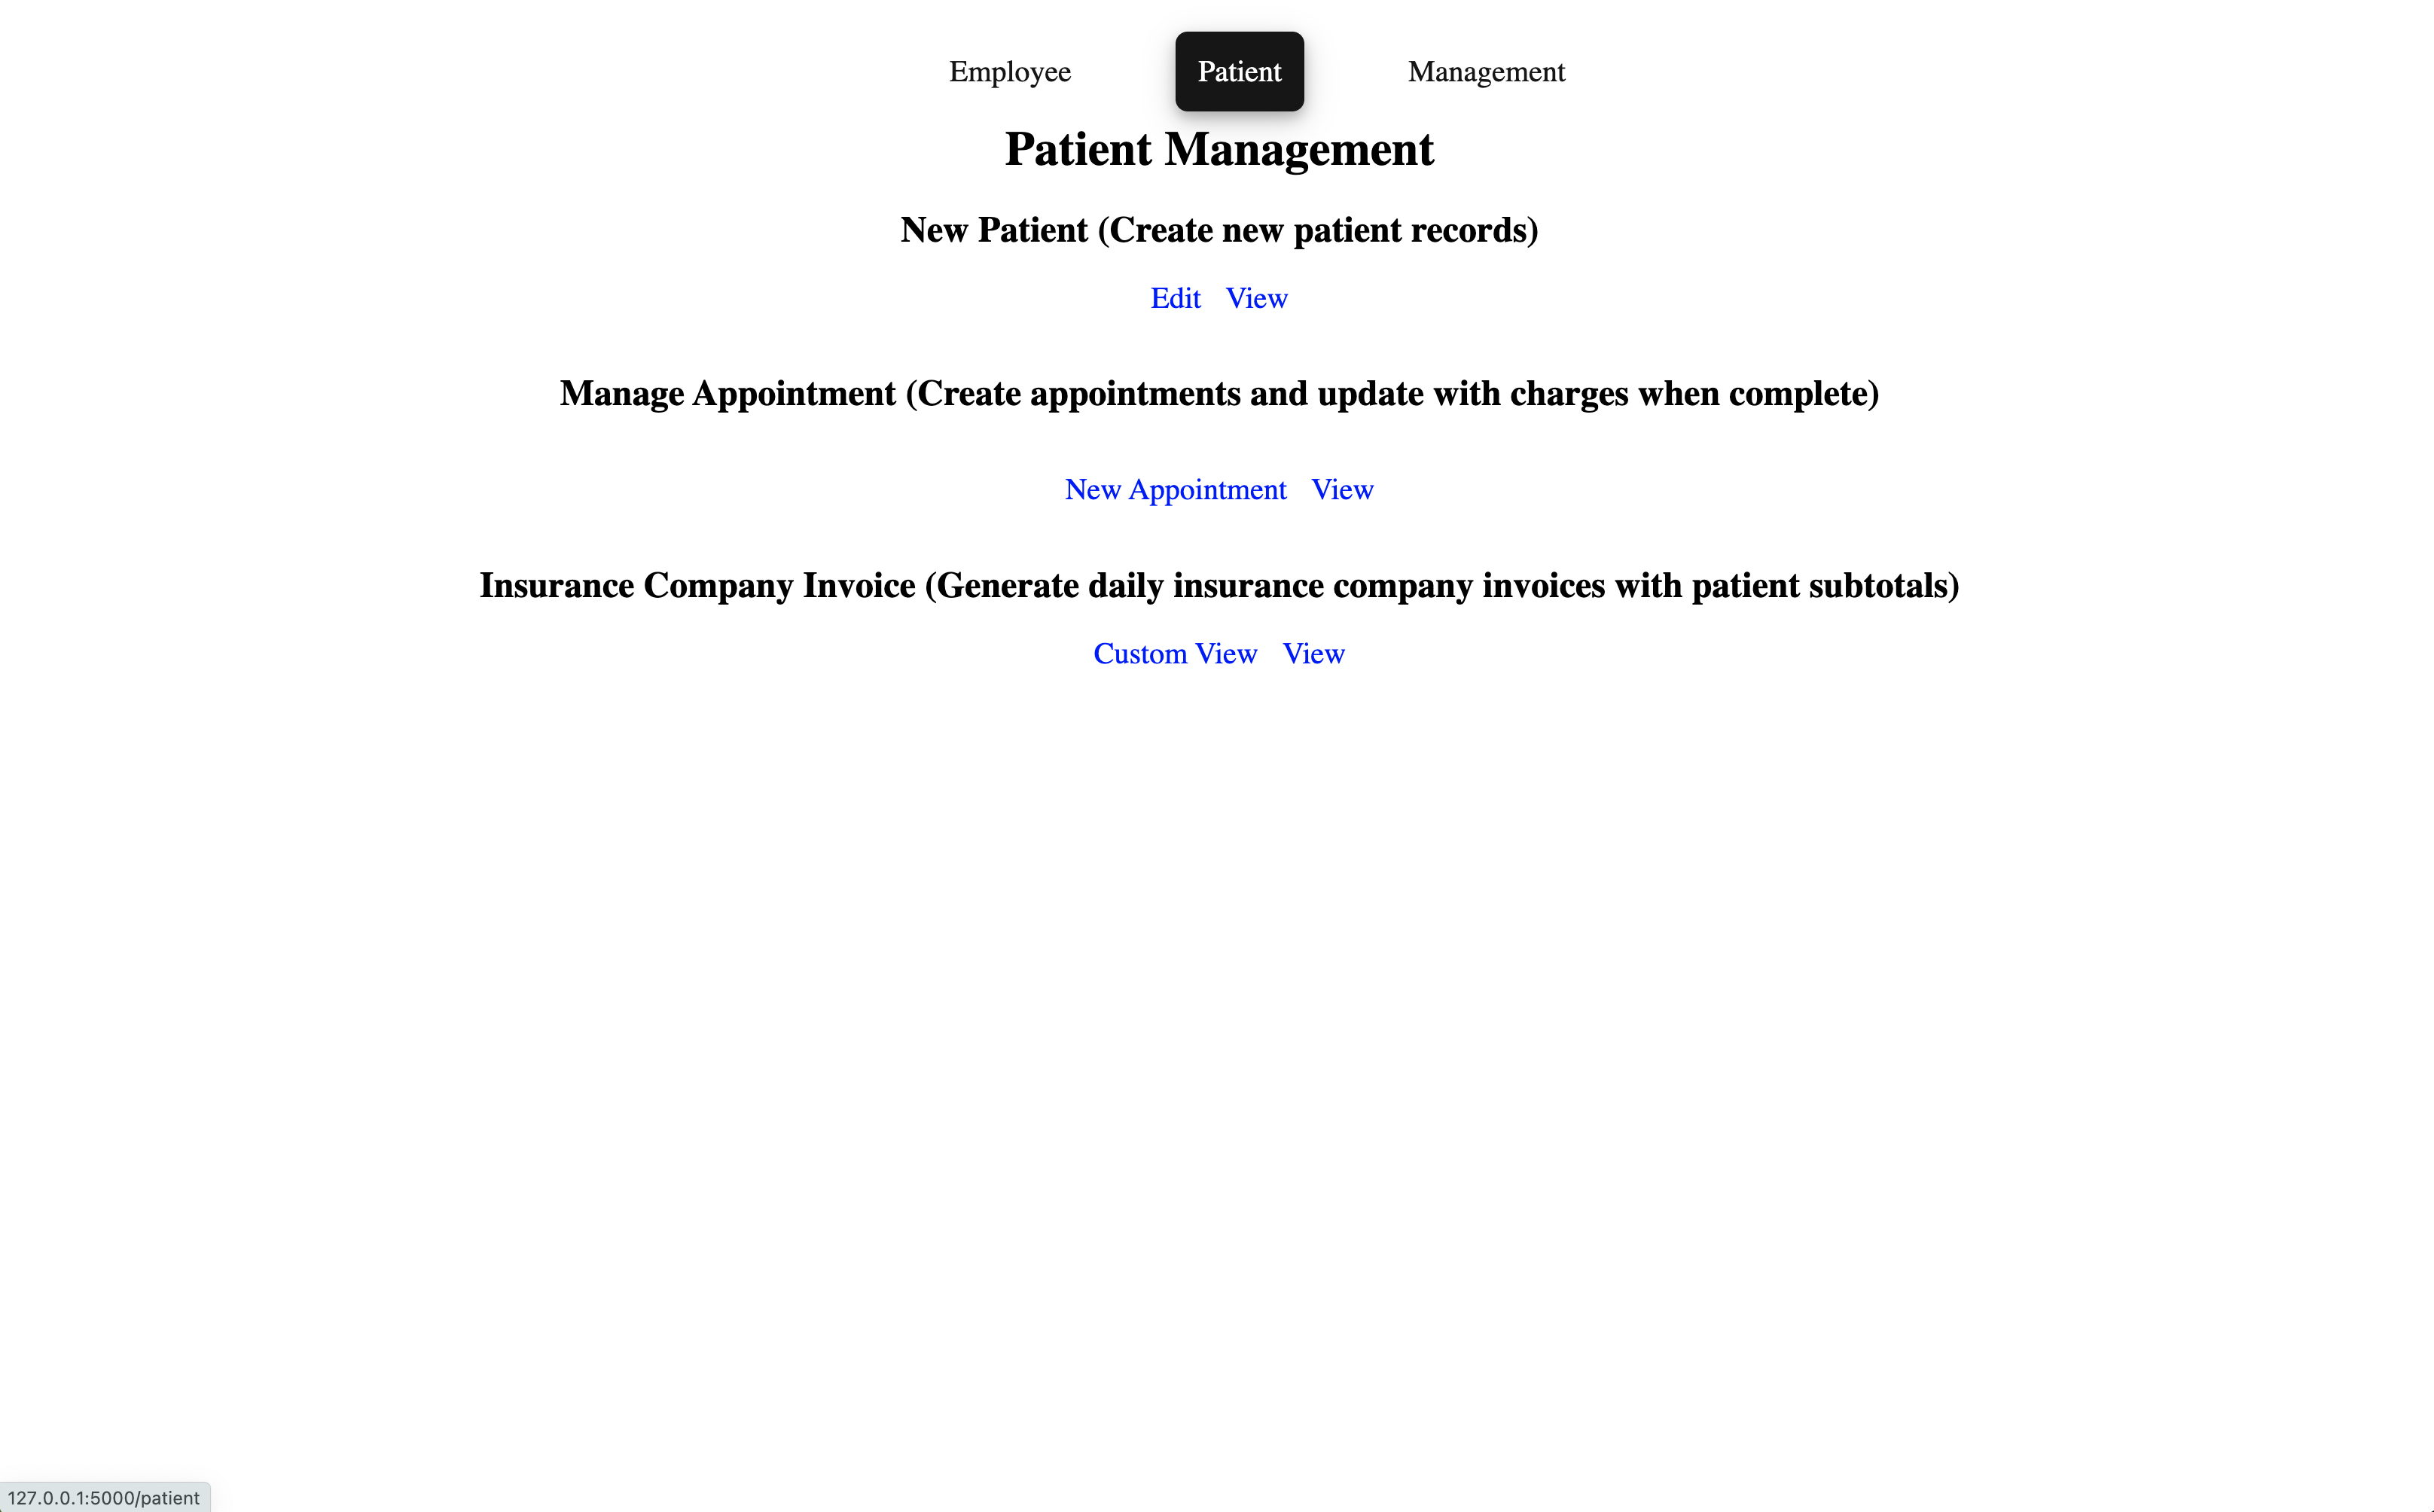 Employee Patient Management
Patient Management
New Patient (Create new patient records)
Edit View
Manage Appointment (Create appointments and update with charges when complete)
New Appointment View
Insurance Company Invoice (Generate daily insurance company invoices with patient subtotals)
Custom View View
127.0.0.1:5000/patient